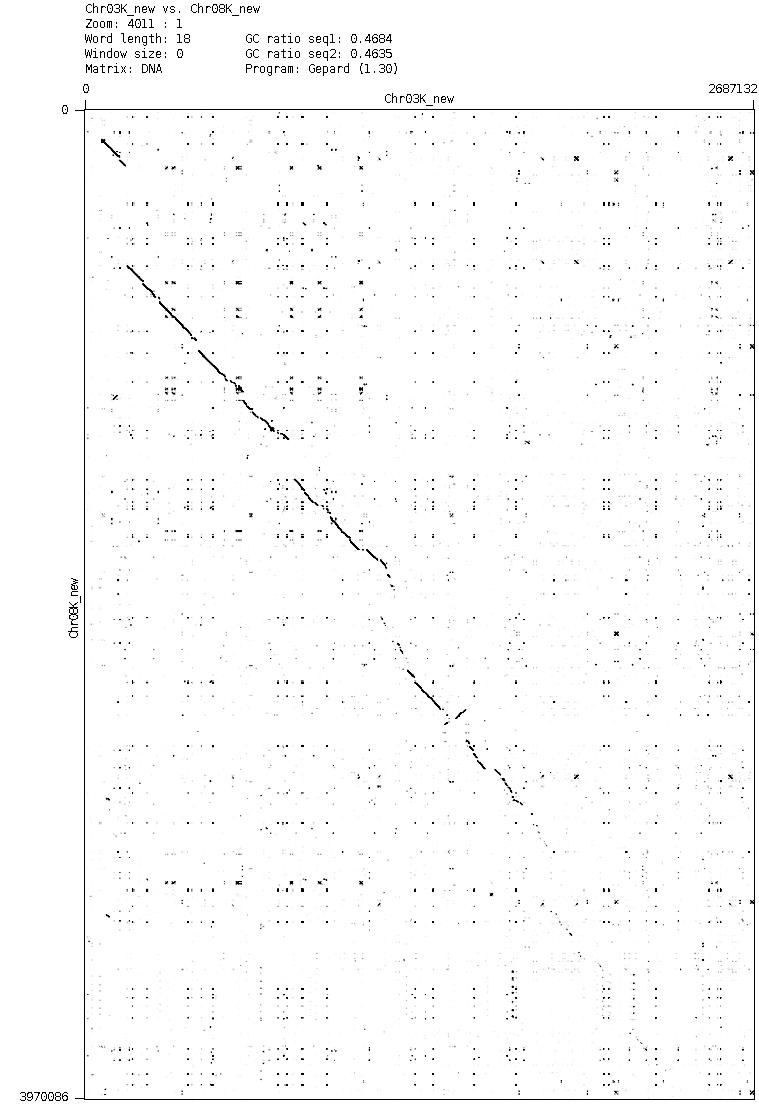 Chr03K_new vs. Chr08K_new
Zoom: 4011 : 1
Word length: 18 GC ratio seq1: 0.4684
Window size: 0 GC ratio seq2: 0.4635
Matrix: DNA Program: Gepard (1.30)
0 2687132
Chr03K_new
0
Chr08K_new
3970086